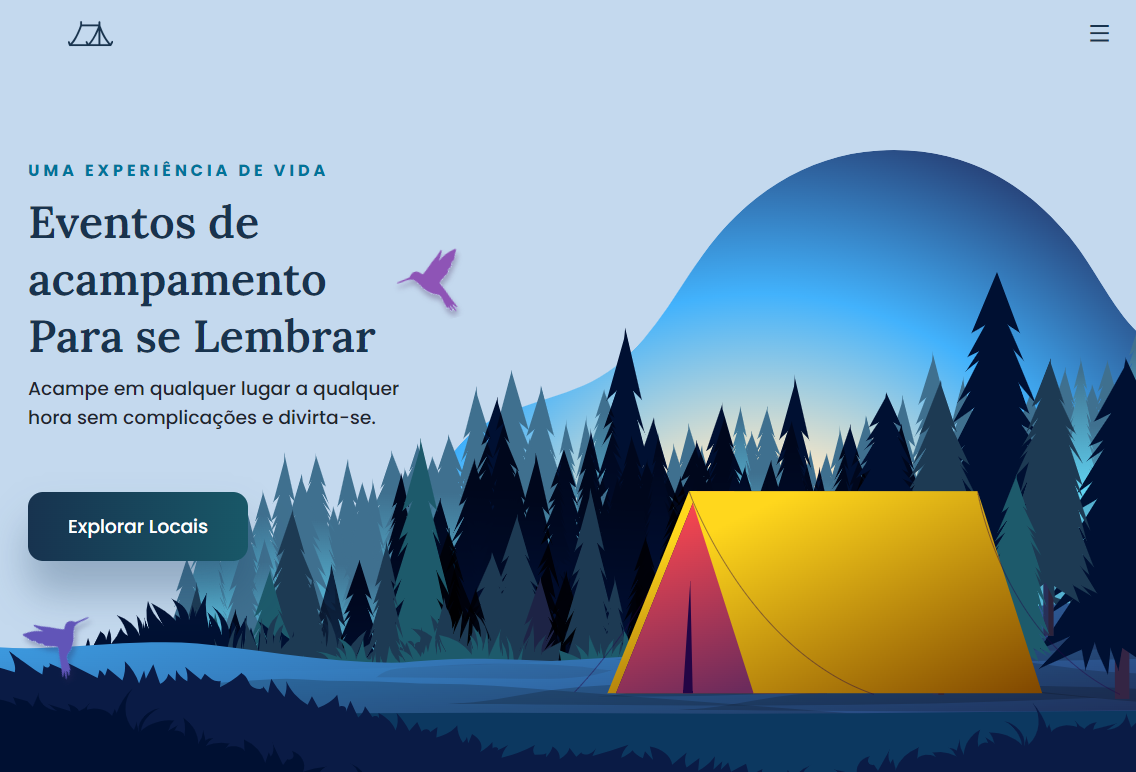 UMA EXPERIÊNCIA DE VIDA
Eventos de
acampamento
Para se Lembrar
Acampe em qualquer lugar a qualquer
hora sem complicações e divirta-se.
Explorar Locais